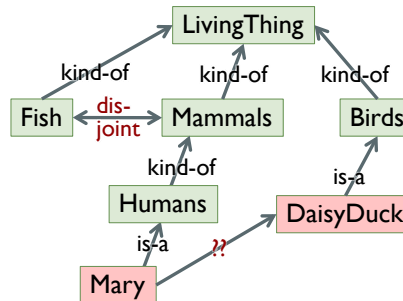 LivingThing
kind-of kind-of kind-of
Fish dis-
joint Mammals Birds
kind-of is-a
Humans DaisyDuck
is-a ??
Mary